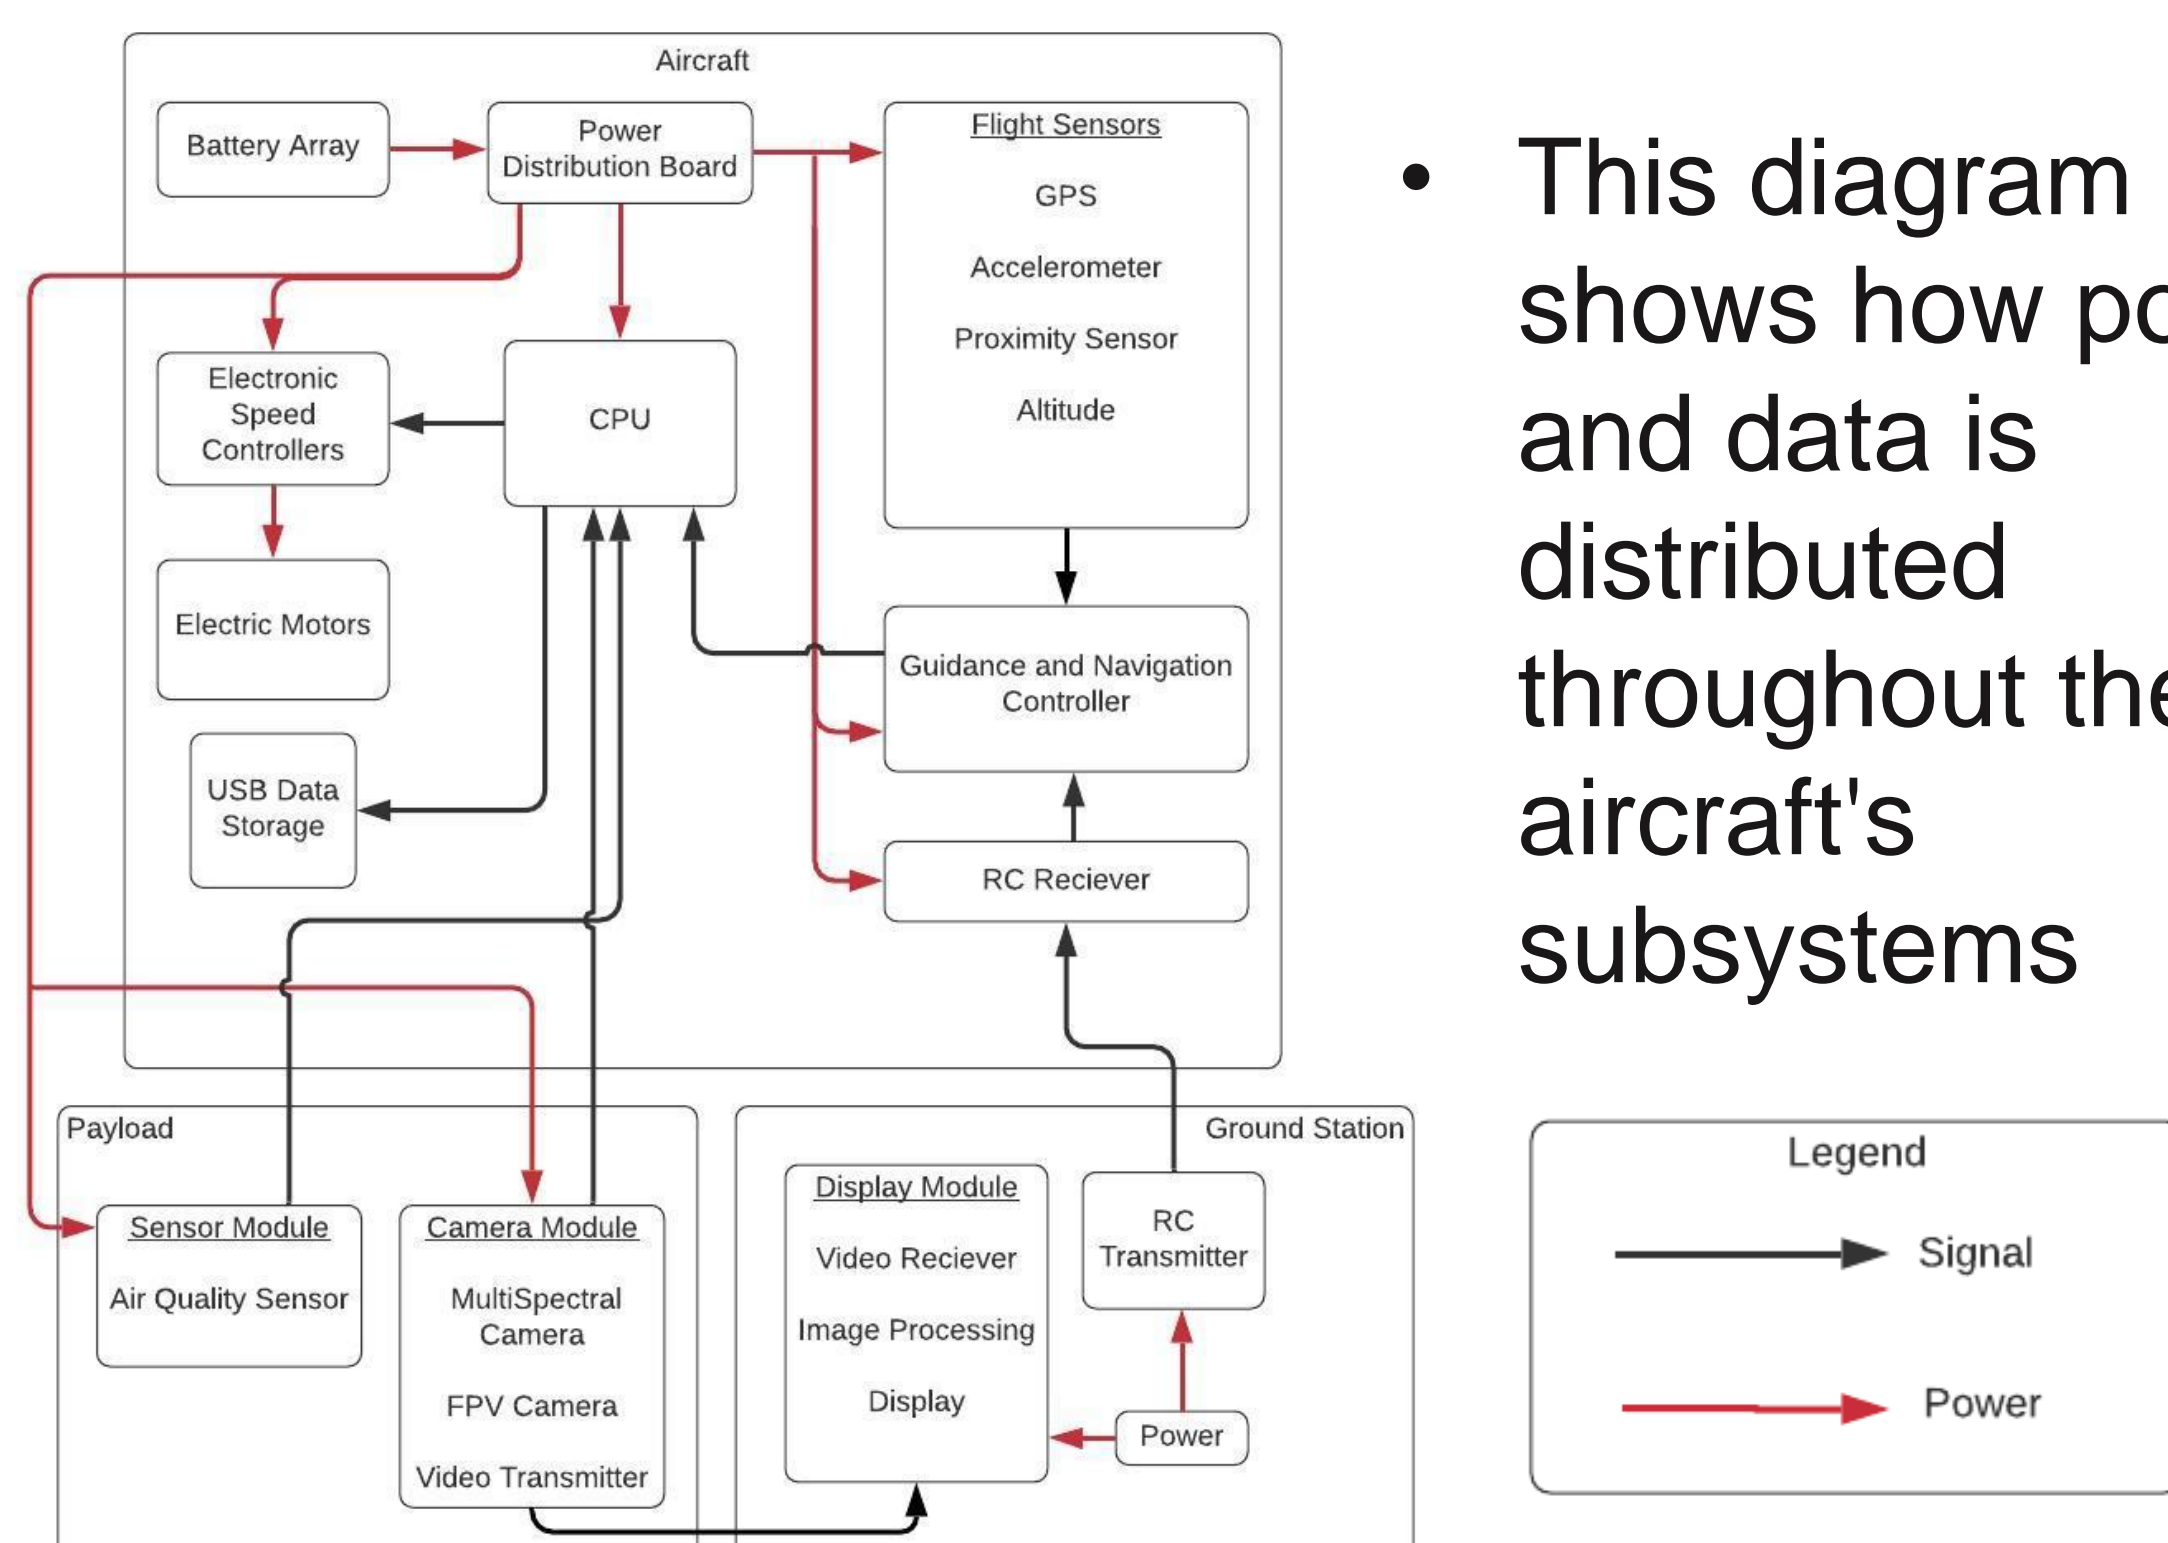 Aircraft
Battery Array
Power
Distribution Board
Flight Sensors
GPS
Accelerometer
Proximity Sensor
Altitude
Electronic
Speed
Controllers
CPU
Electric Motors
Guidance and Navigation
Controller
USB Data
Storage
RC Reciever
Payload
Sensor Module
Air Quality Sensor
Camera Module
MultiSpectral
Camera
FPV Camera
Video Transmitter
Ground Station
Display Module
Video Reciever
Image Processing
Display
RC
Transmitter
Power
• This diagram
shows how
and data is
distributed
throughout the
aircraft's
subsystems
Legend
Signal
Power